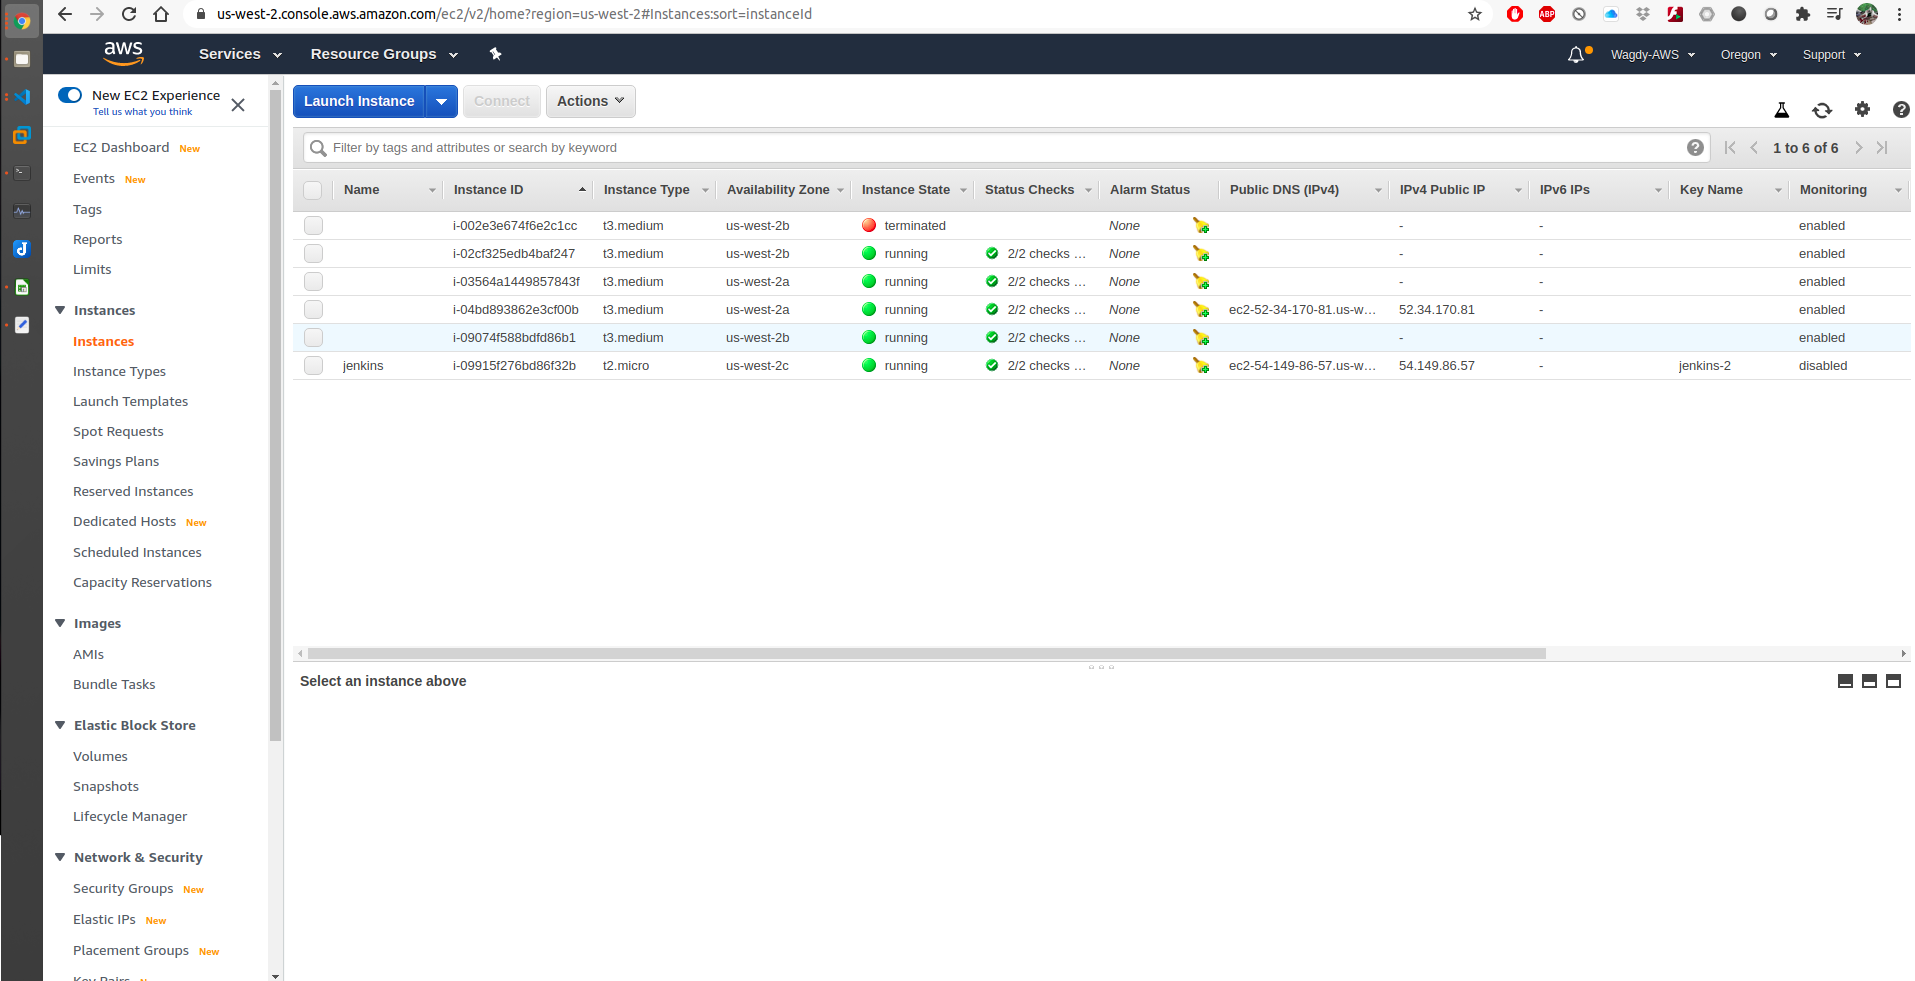 us-west-2.console.aws.amazon.com/ec2/v2/home?region=us-west-2#Instances:sort=instanceId
ABP
aws Services Resource Groups Wagdy-AWS Oregon Support
New EC2 Experience
Tell us what you think
EC2 Dashboard New
Events New
Tags
Reports
Limits
Instances
Instances
Instance Types
Launch Templates
Spot Requests
Savings Plans
Reserved Instances
Dedicated Hosts New
Scheduled Instances
Capacity Reservations
Images
AMIs
Bundle Tasks
Elastic Block Store
Volumes
Snapshots
Lifecycle Manager
Network & Security
Security Groups New
Elastic IPs New
Placement Groups New
Launch Instance Connect Actions
Filter by tags and attributes or search by keyword 1 to 6 of 6
Name Instance ID Instance Type Availability Zone Instance State Status Checks Alarm Status Public DNS (IPv4) IPv4 Public IP IPv6 IPs Key Name Monitoring
i-002e3e674f6e2c1cc t3.medium us-west-2b terminated None - - enabled
i-02cf325edb4baf247 t3.medium us-west-2b running 2/2 checks ... None - - enabled
i-03564a1449857843f t3.medium us-west-2a running 2/2 checks ... None - - enabled
i-04bd893862e3cf00b t3.medium us-west-2a running 2/2 checks ... None ec2-52-34-170-81.us-w... 52.34.170.81 - enabled
i-09074f588bdfd86b1 t3.medium us-west-2b running 2/2 checks ... None - - enabled
jenkins i-09915f276bd86f32b t2.micro us-west-2c running 2/2 checks ... None ec2-54-149-86-57.us-w... 54.149.86.57 - jenkins-2 disabled
Select an instance above